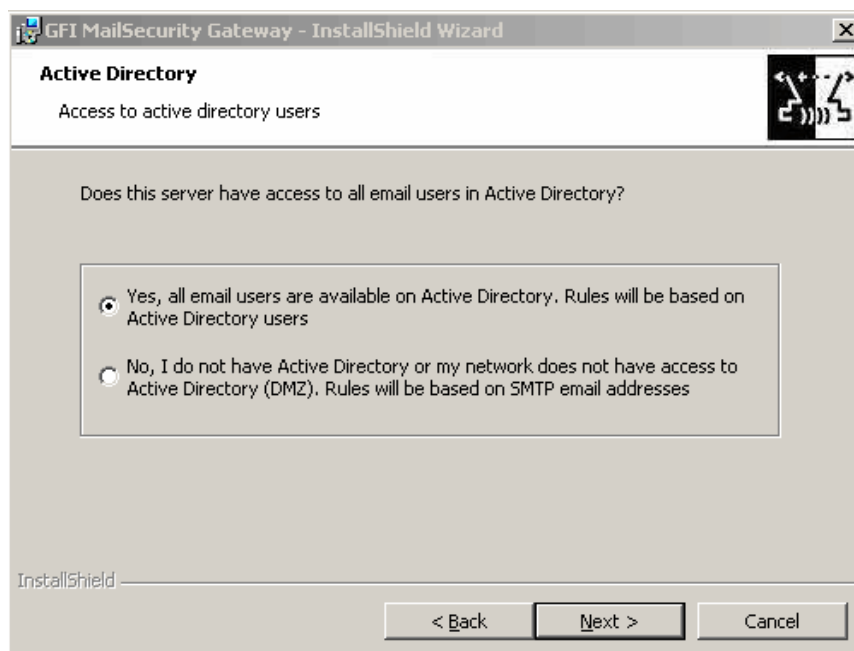 GFI MailSecurity Gateway - InstallShield Wizard
Active Directory
Access to active directory users
Does this server have access to all email users in Active Directory?
Yes, all email users are available on Active Directory. Rules will be based on
Active Directory users
No, I do not have Active Directory or my network does not have access to
Active Directory (DMZ). Rules will be based on SMTP email addresses
InstallShield
< Back
Next >
Cancel